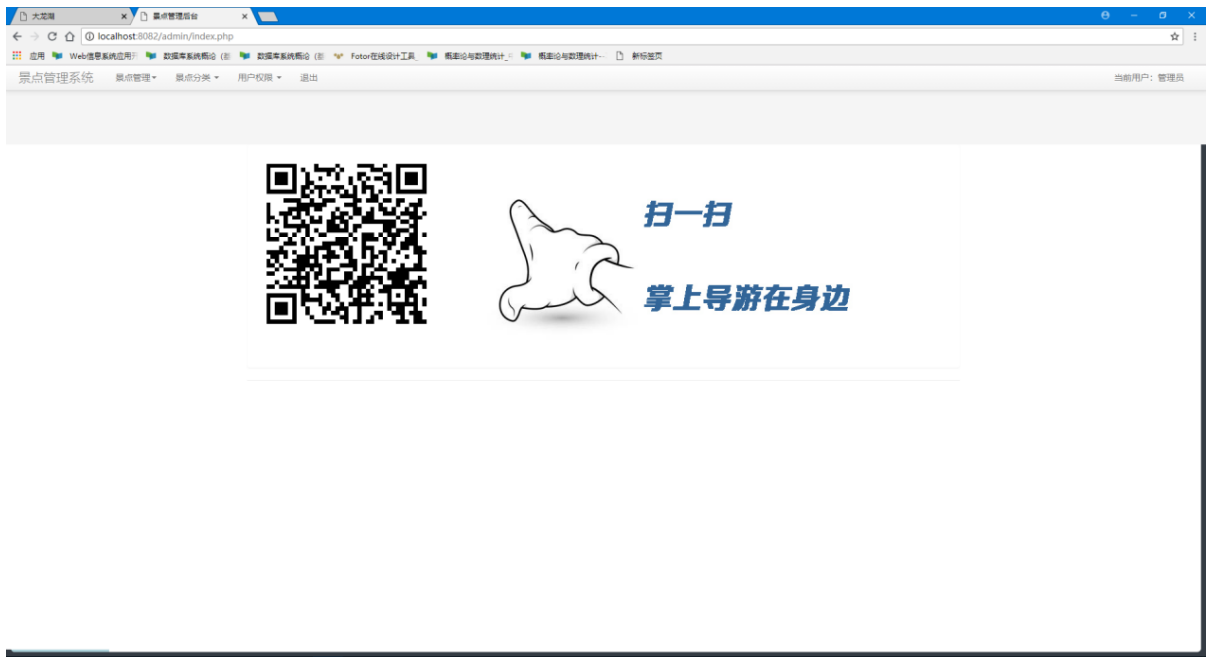 大龙湖
景点管理后台
localhost:8082/admin/index.php
应用 Web信息系统应用开 数据库系统概论 (彭 数据库系统概论 (彭 Fotor在线设计工具_ 概率论与数理统计_ 概率论与数理统计-- 新标签页
景点管理系统 景点管理 景点分类 用户权限 退出 当前用户：管理员
扫一扫
掌上导游在身边